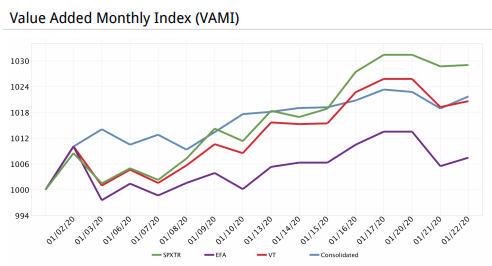 Value Added Monthly Index (VAMI)
1030
1024
1018
1012
1006
1000
994
01/02/20 01/03/20 01/06/20 01/07/20 01/08/20 01/09/20 01/10/20 01/13/20 01/14/20 01/15/20 01/16/20 01/17/20 01/20/20 01/21/20 01/22/20
SPXTR EFA VT Consolidated